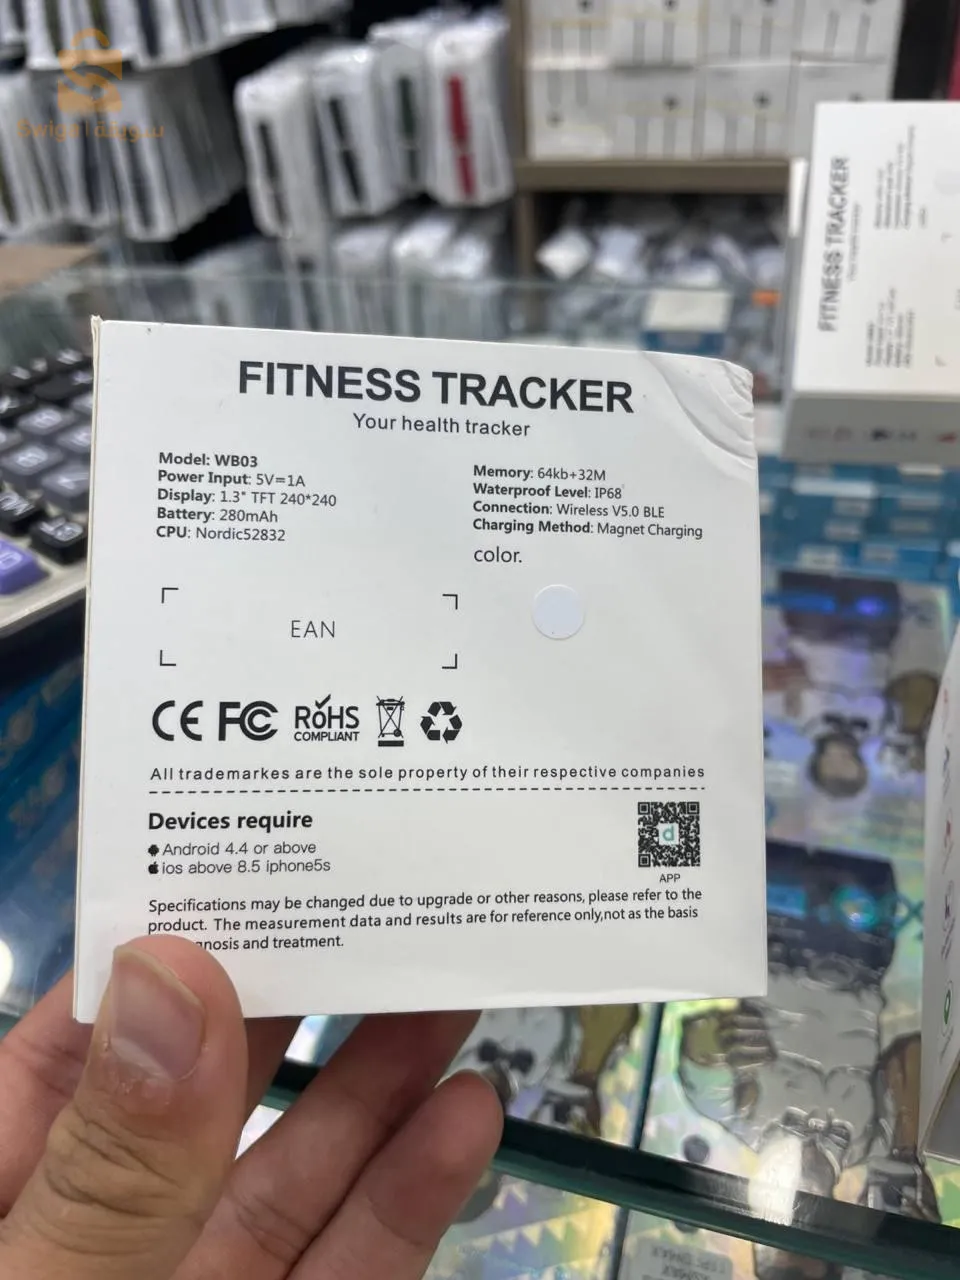 سويقة | Swiga
FITNESS TRACKER
Your health tracker
Model: WB03
Power Input: 5V=1A
Display: 1.3" TFT 240*240
Battery: 280mAh
CPU: Nordic52832
Memory: 64kb+32M
Waterproof Level: IP68
Connection: Wireless V5.0 BLE
Charging Method: Magnet Charging
color.
EAN
CE FC RoHS
COMPLIANT
All trademarkes are the sole property of their respective companies
Devices require
Android 4.4 or above
ios above 8.5 iphone5s
d
APP
Specifications may be changed due to upgrade or other reasons, please refer to the
product. The measurement data and results are for reference only,not as the basis
and treatment.
FITNESS TRACKER